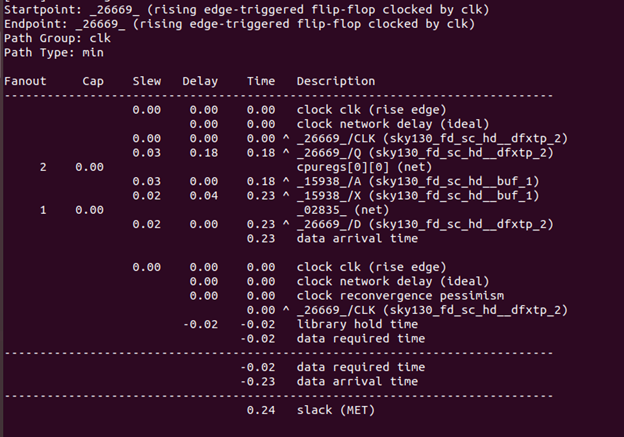 Startpoint: _26669_ (rising edge-triggered flip-flop clocked by clk)
Endpoint: _26669_ (rising edge-triggered flip-flop clocked by clk)
Path Group: clk
Path Type: min
Fanout     Cap    Slew   Delay    Time   Description
-----------------------------------------------------------------------------
                  0.00    0.00    0.00   clock clk (rise edge)
                          0.00    0.00   clock network delay (ideal)
                  0.00    0.00    0.00 ^ _26669_/CLK (sky130_fd_sc_hd__dfxtp_2)
                  0.03    0.18    0.18 ^ _26669_/Q (sky130_fd_sc_hd__dfxtp_2)
     2    0.00                           cpuregs[0][0] (net)
                  0.03    0.00    0.18 ^ _15938_/A (sky130_fd_sc_hd__buf_1)
                  0.02    0.04    0.23 ^ _15938_/X (sky130_fd_sc_hd__buf_1)
     1    0.00                           _02835_ (net)
                  0.02    0.00    0.23 ^ _26669_/D (sky130_fd_sc_hd__dfxtp_2)
                                  0.23   data arrival time
                  0.00    0.00    0.00   clock clk (rise edge)
                          0.00    0.00   clock network delay (ideal)
                          0.00    0.00   clock reconvergence pessimism
                                  0.00 ^ _26669_/CLK (sky130_fd_sc_hd__dfxtp_2)
                         -0.02   -0.02   library hold time
                                 -0.02   data required time
-----------------------------------------------------------------------------
                                 -0.02   data required time
                                 -0.23   data arrival time
-----------------------------------------------------------------------------
                                  0.24   slack (MET)